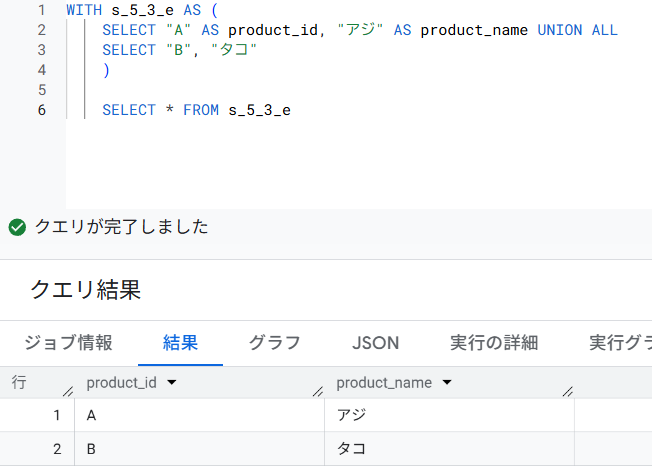 1 WITH s_5_3_e AS (
2 SELECT "A" AS product_id, "アジ" AS product_name UNION ALL
3 SELECT "B", "タコ"
4 )
5
6 SELECT * FROM s_5_3_e
クエリが完了しました
クエリ結果
ジョブ情報 結果 グラフ JSON 実行の詳細 実行グラ
行 product_id product_name
1 A アジ
2 B タコ